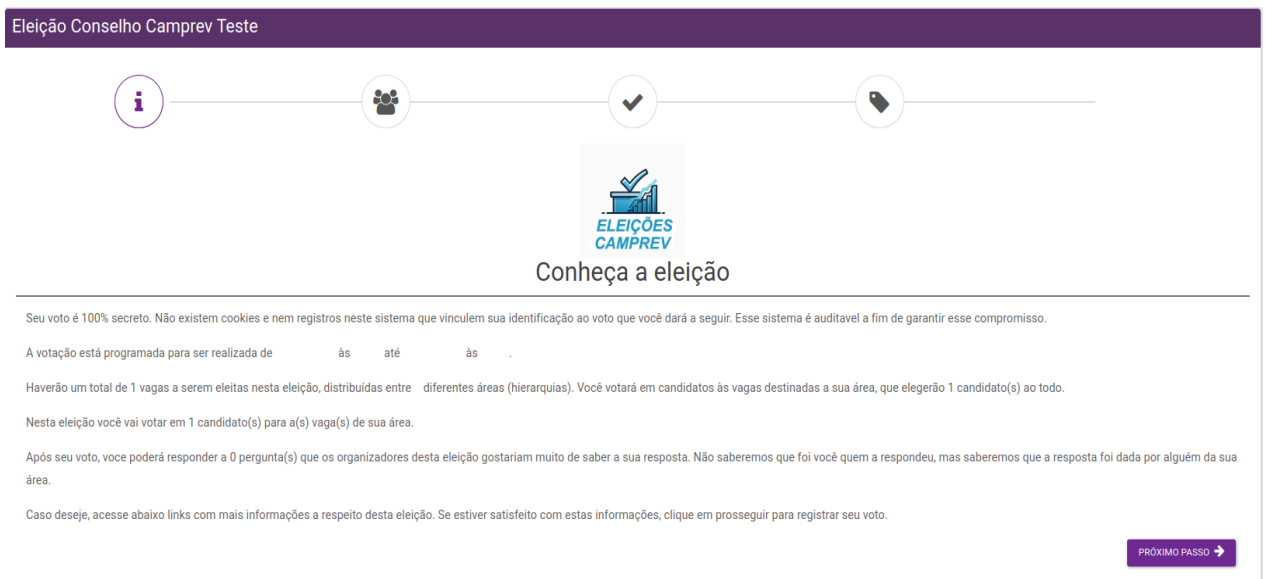 Eleição Conselho Camprev Teste
ELEIÇÕES
CAMPREV
Conheça a eleição
Seu voto é 100% secreto. Não existem cookies e nem registros neste sistema que vinculem sua identificação ao voto que você dará a seguir. Esse sistema é auditavel a fim de garantir esse compromisso.
A votação está programada para ser realizada de às até às .
Haverão um total de 1 vagas a serem eleitas nesta eleição, distribuídas entre diferentes áreas (hierarquias). Você votará em candidatos às vagas destinadas a sua área, que elegerão 1 candidato(s) ao todo.
Nesta eleição você vai votar em 1 candidato(s) para a(s) vaga(s) de sua área.
Após seu voto, voce poderá responder a 0 pergunta(s) que os organizadores desta eleição gostariam muito de saber a sua resposta. Não saberemos que foi você quem a respondeu, mas saberemos que a resposta foi dada por alguém da sua
área.
Caso deseje, acesse abaixo links com mais informações a respeito desta eleição. Se estiver satisfeito com estas informações, clique em prosseguir para registrar seu voto.
PRÓXIMO PASSO